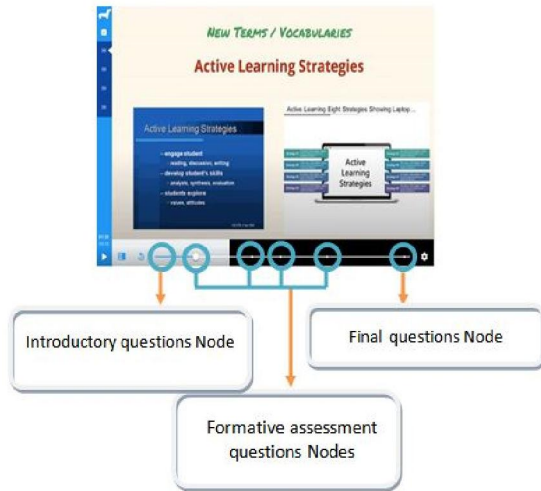 NEW TERMS / VOCABULARIES
Active Learning Strategies
Active Learning Strategies
– engage student
- reading, discussion, writing
– develop student's skills
- analysis, synthesis, evaluation
– students explore
- values, attitudes
Active Learning Eight Strategies Showing Laptop...
Active
Learning
Strategies
Introductory questions Node
Final questions Node
Formative assessment
questions Nodes